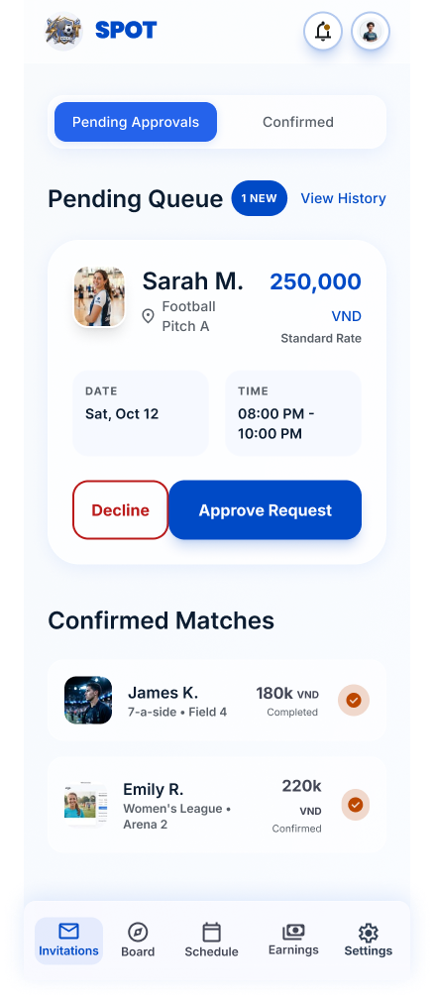 SPOT
Pending Approvals
Confirmed
Pending Queue
1 NEW
View History
Sarah M.
Football
Pitch A
250,000
VND
Standard Rate
DATE
Sat, Oct 12
TIME
08:00 PM -
10:00 PM
Decline
Approve Request
Confirmed Matches
James K.
7-a-side • Field 4
180k VND
Completed
Emily R.
Women's League •
Arena 2
220k
VND
Confirmed
Invitations
Board
Schedule
Earnings
Settings